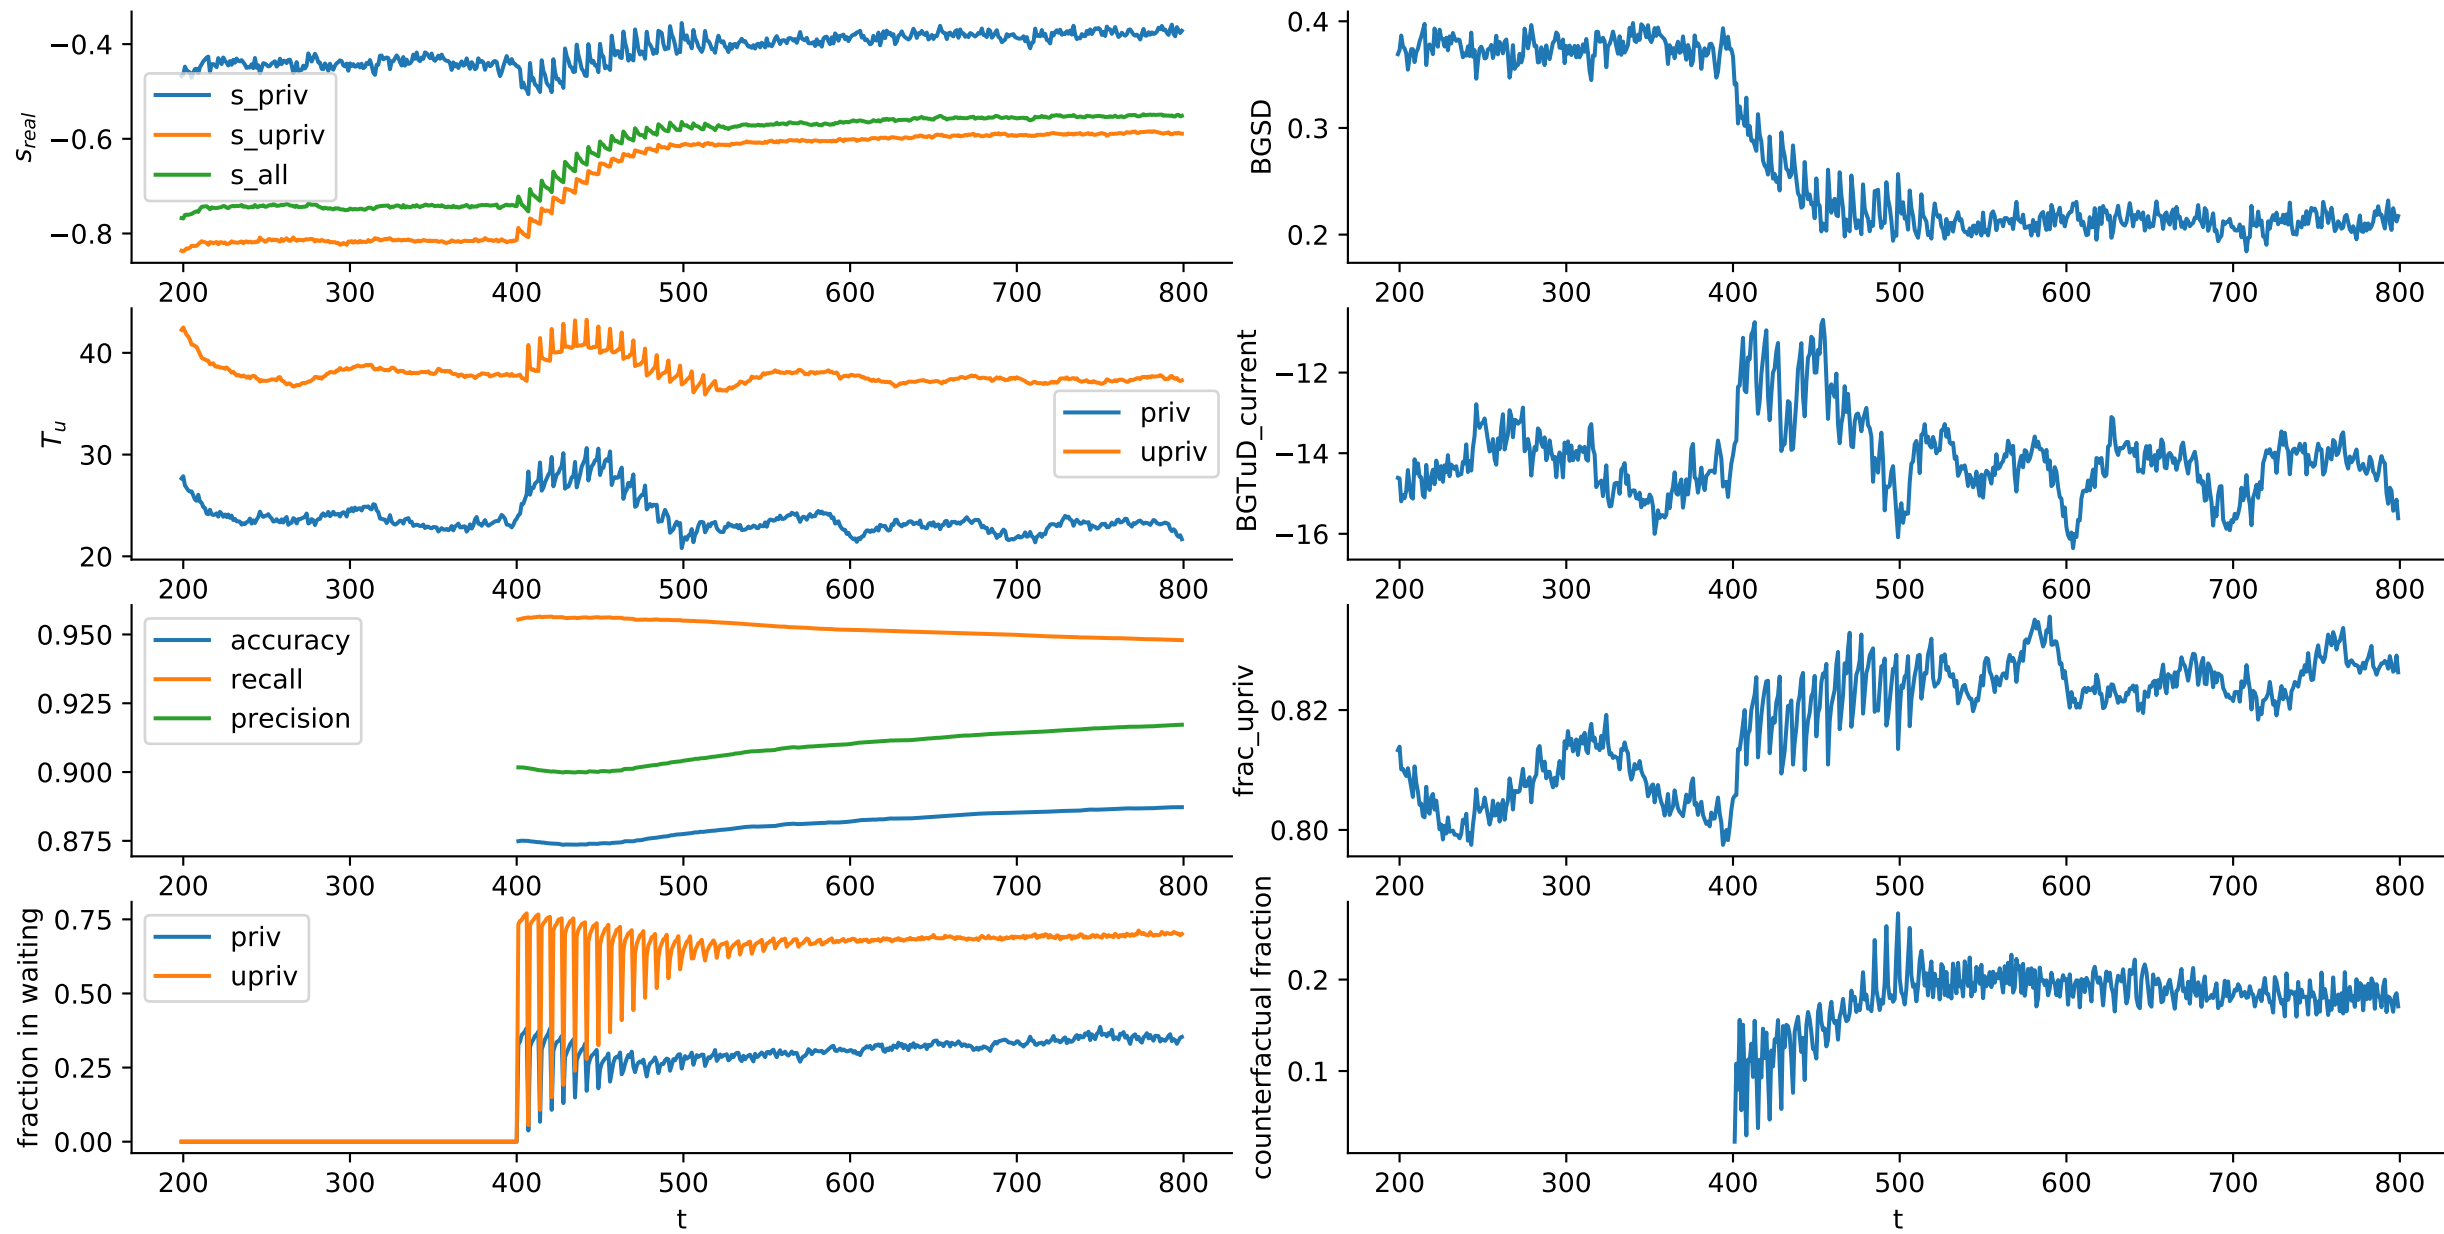 −0.4
−0.6
−0.8
s_real
s_priv
s_upriv
s_all
200 300 400 500 600 700 800
0.4
0.3
0.2
BGSD
200 300 400 500 600 700 800
40
30
20
T_u
priv
upriv
200 300 400 500 600 700 800
−12
−14
−16
BGTuD_current
200 300 400 500 600 700 800
0.950
0.925
0.900
0.875
accuracy
recall
precision
200 300 400 500 600 700 800
0.82
0.80
frac_upriv
200 300 400 500 600 700 800
0.75
0.50
0.25
0.00
fraction in waiting
priv
upriv
200 300 400 500 600 700 800
t
0.2
0.1
counterfactual fraction
200 300 400 500 600 700 800
t